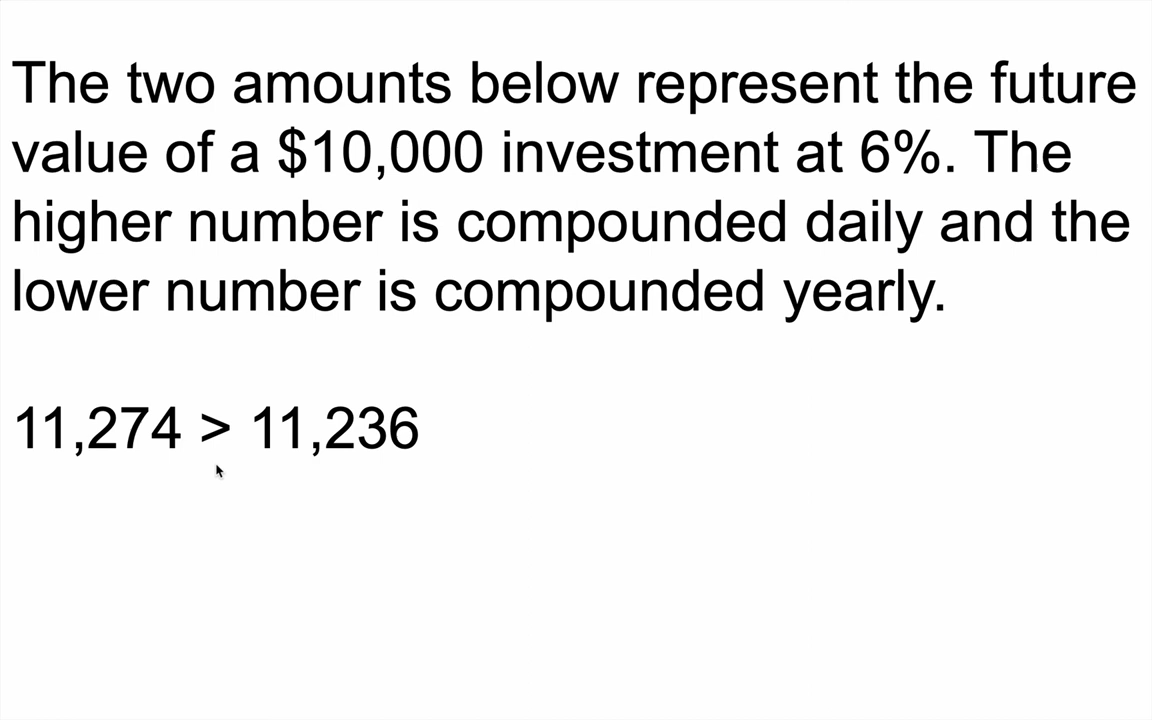 The two amounts below represent the future
value of a $10,000 investment at 6%. The
higher number is compounded daily and the
lower number is compounded yearly.
11,274 > 11,236